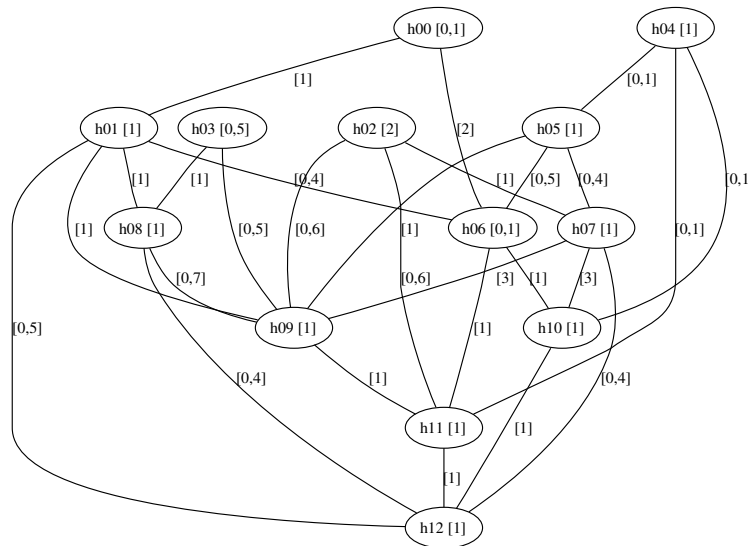 h00 [0,1]
h04 [1]
[1]
[0,1]
h01 [1]
h03 [0,5]
h02 [2]
h05 [1]
[2]
[1]
[1]
[0,4]
[1]
[0,5]
[0,4]
[0,1
h08 [1]
h06 [0,1]
h07 [1]
[1]
[0,5]
[0,6]
[1]
[0,1]
[0,7]
[0,6]
[3]
[1]
[3]
h09 [1]
h10 [1]
[0,5]
[1]
[0,4]
[1]
[0,4]
h11 [1]
[1]
[1]
h12 [1]